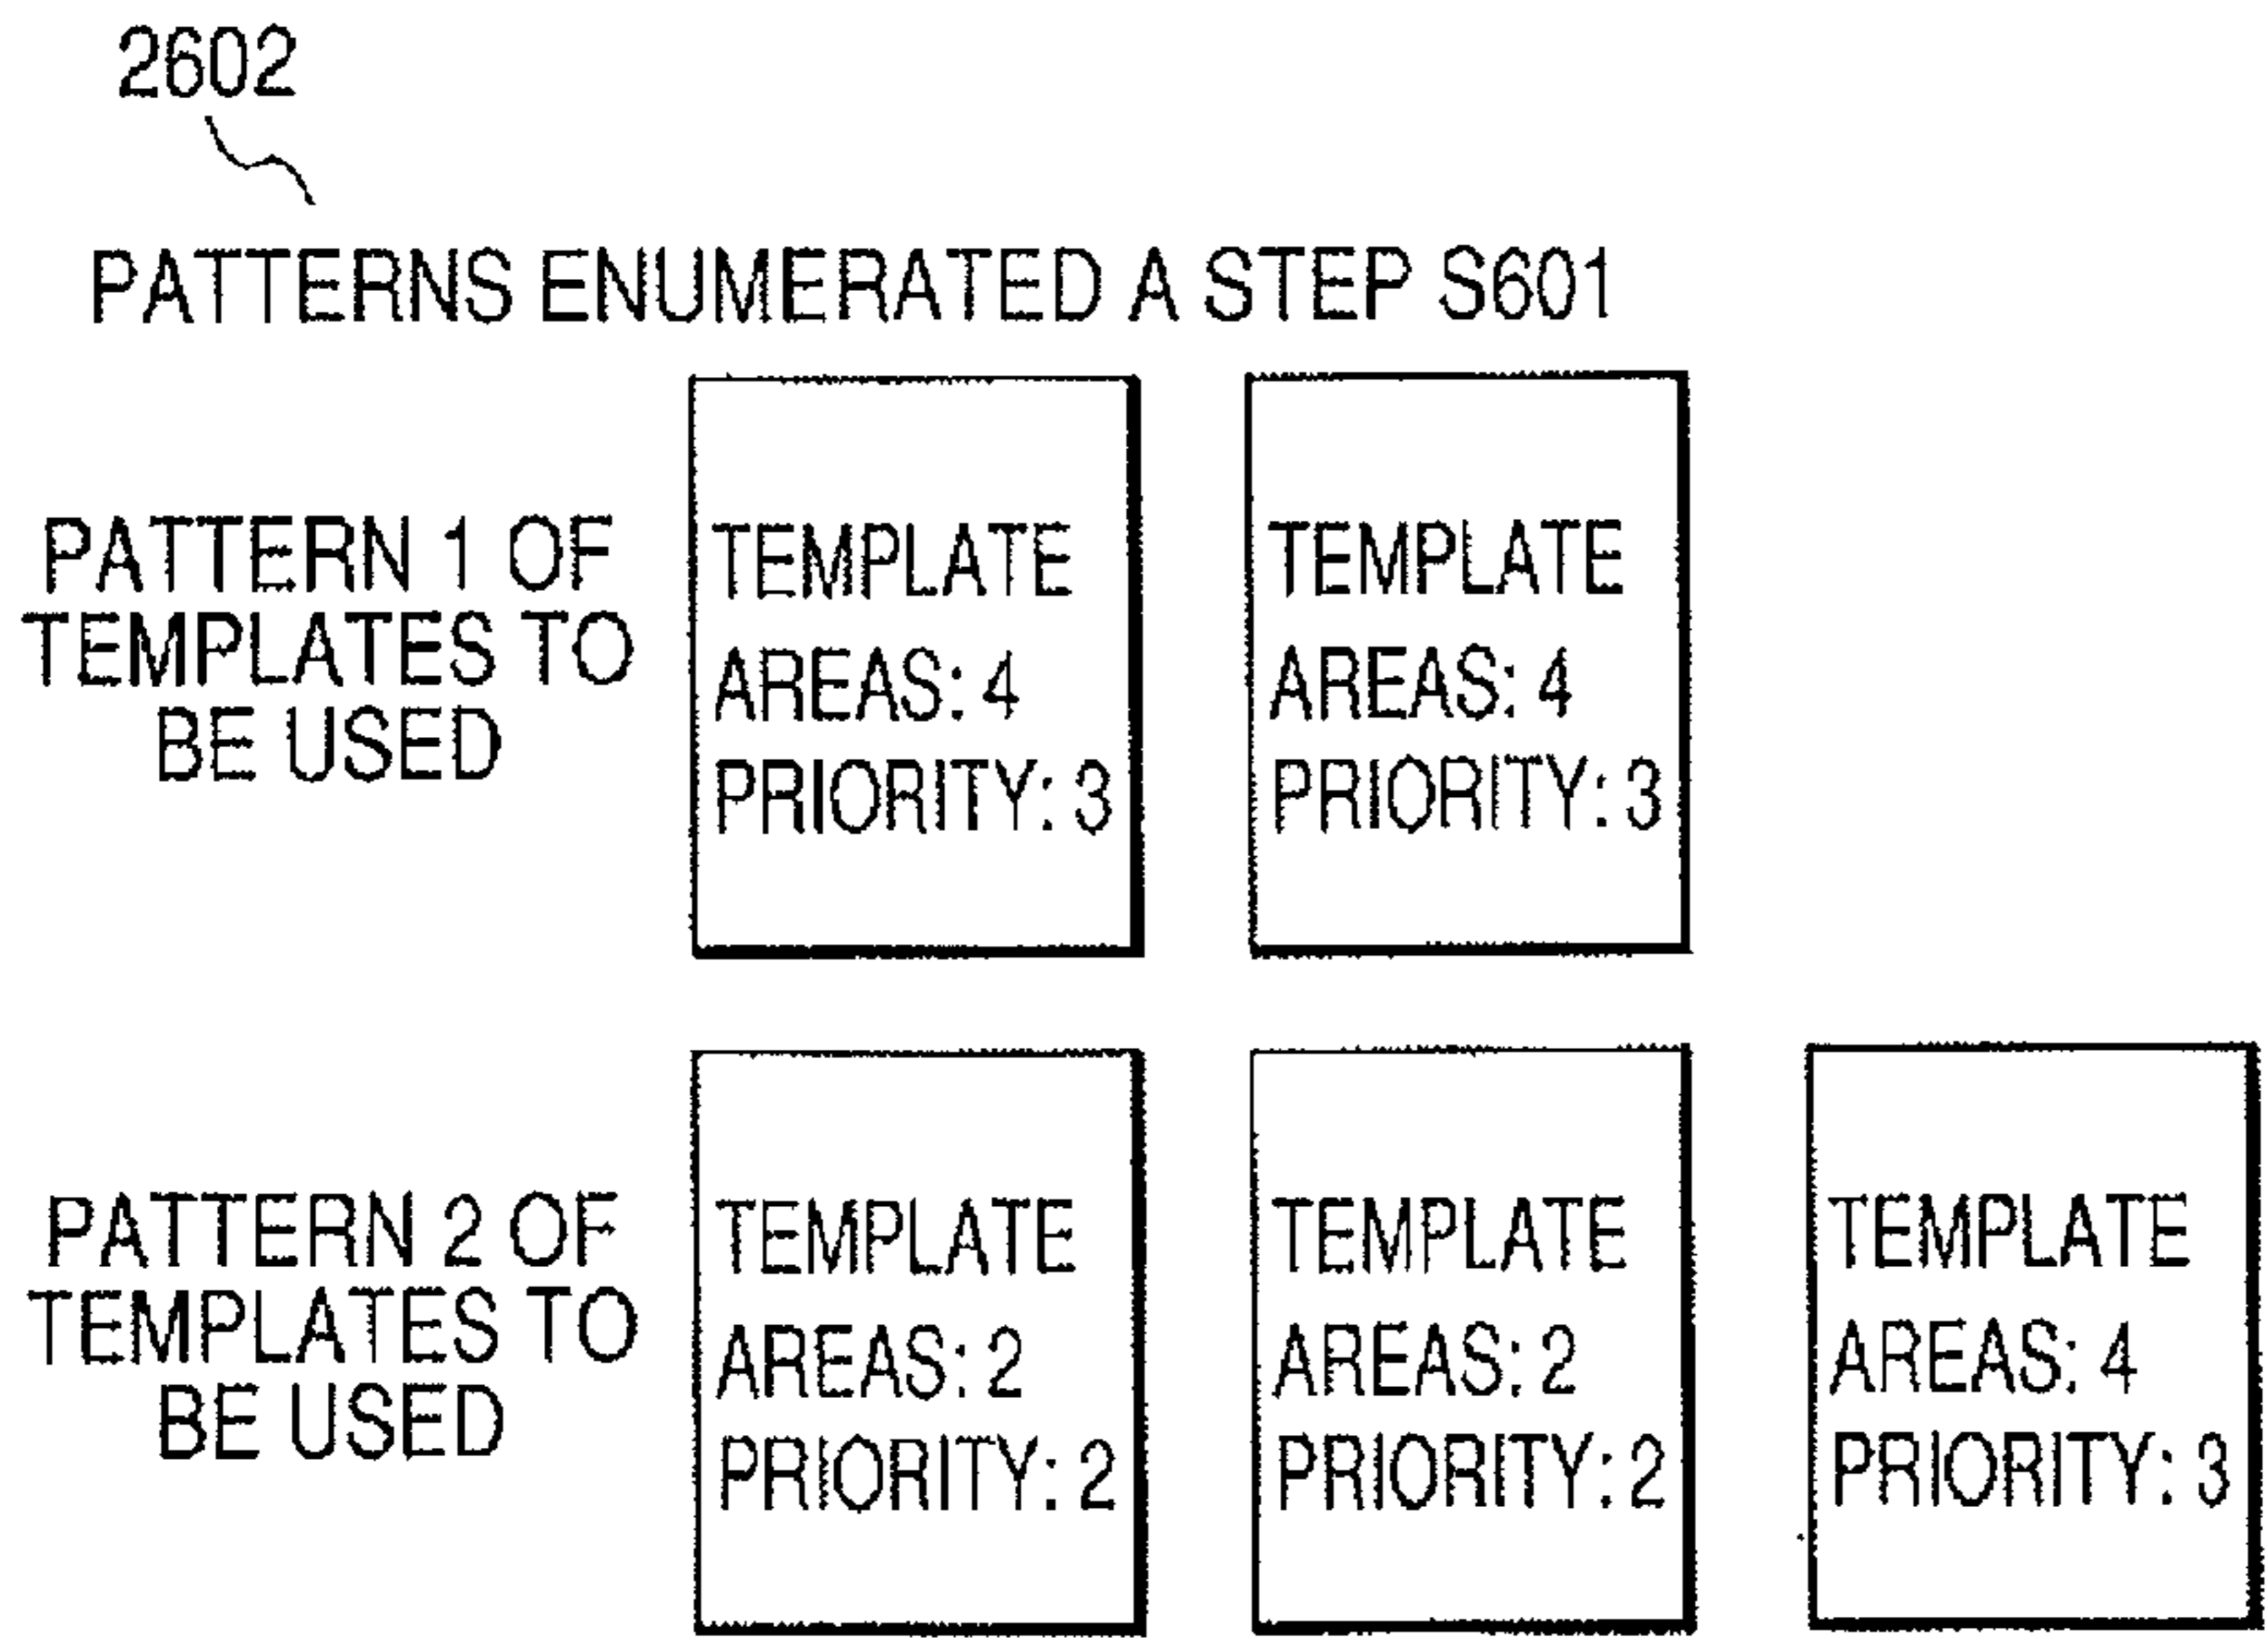 2602
PATTERNS ENUMERATED A STEP S601
PATTERN 1 OF
TEMPLATES TO
BE USED
TEMPLATE
AREAS: 4
PRIORITY: 3
TEMPLATE
AREAS: 4
PRIORITY: 3
PATTERN 2 OF
TEMPLATES TO
BE USED
TEMPLATE
AREAS: 2
PRIORITY: 2
TEMPLATE
AREAS: 2
PRIORITY: 2
TEMPLATE
AREAS: 4
PRIORITY: 3